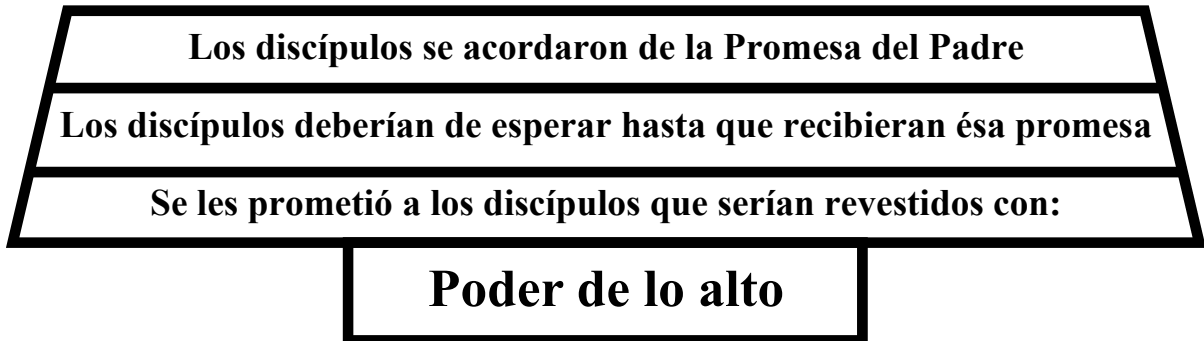 Los discípulos se acordaron de la Promesa del Padre
Los discípulos deberían de esperar hasta que recibieran ésa promesa
Se les prometió a los discípulos que serían revestidos con:
Poder de lo alto